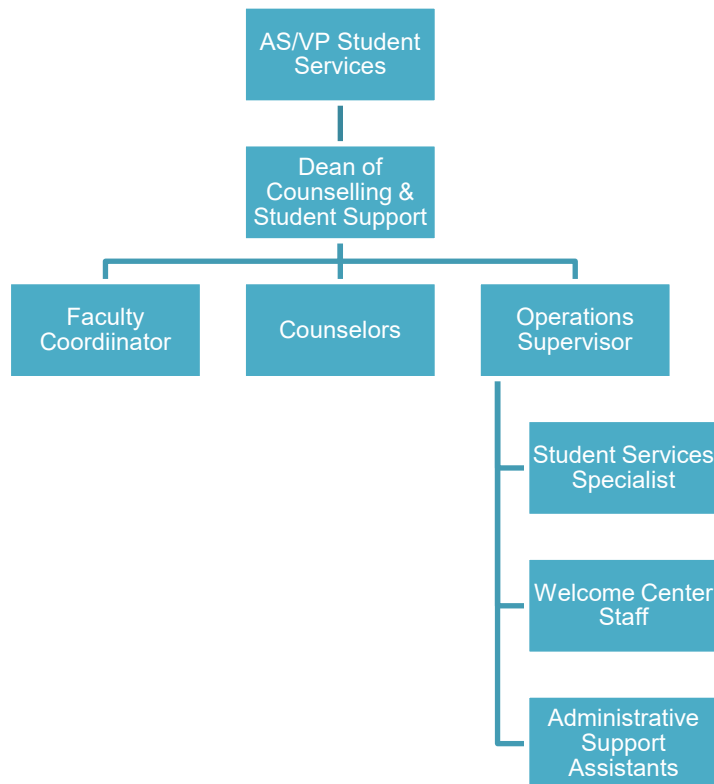 AS/VP Student
Services
Dean of
Counselling &
Student Support
Faculty
Coordiinator
Counselors
Operations
Supervisor
Student Services
Specialist
Welcome Center
Staff
Administrative
Support
Assistants